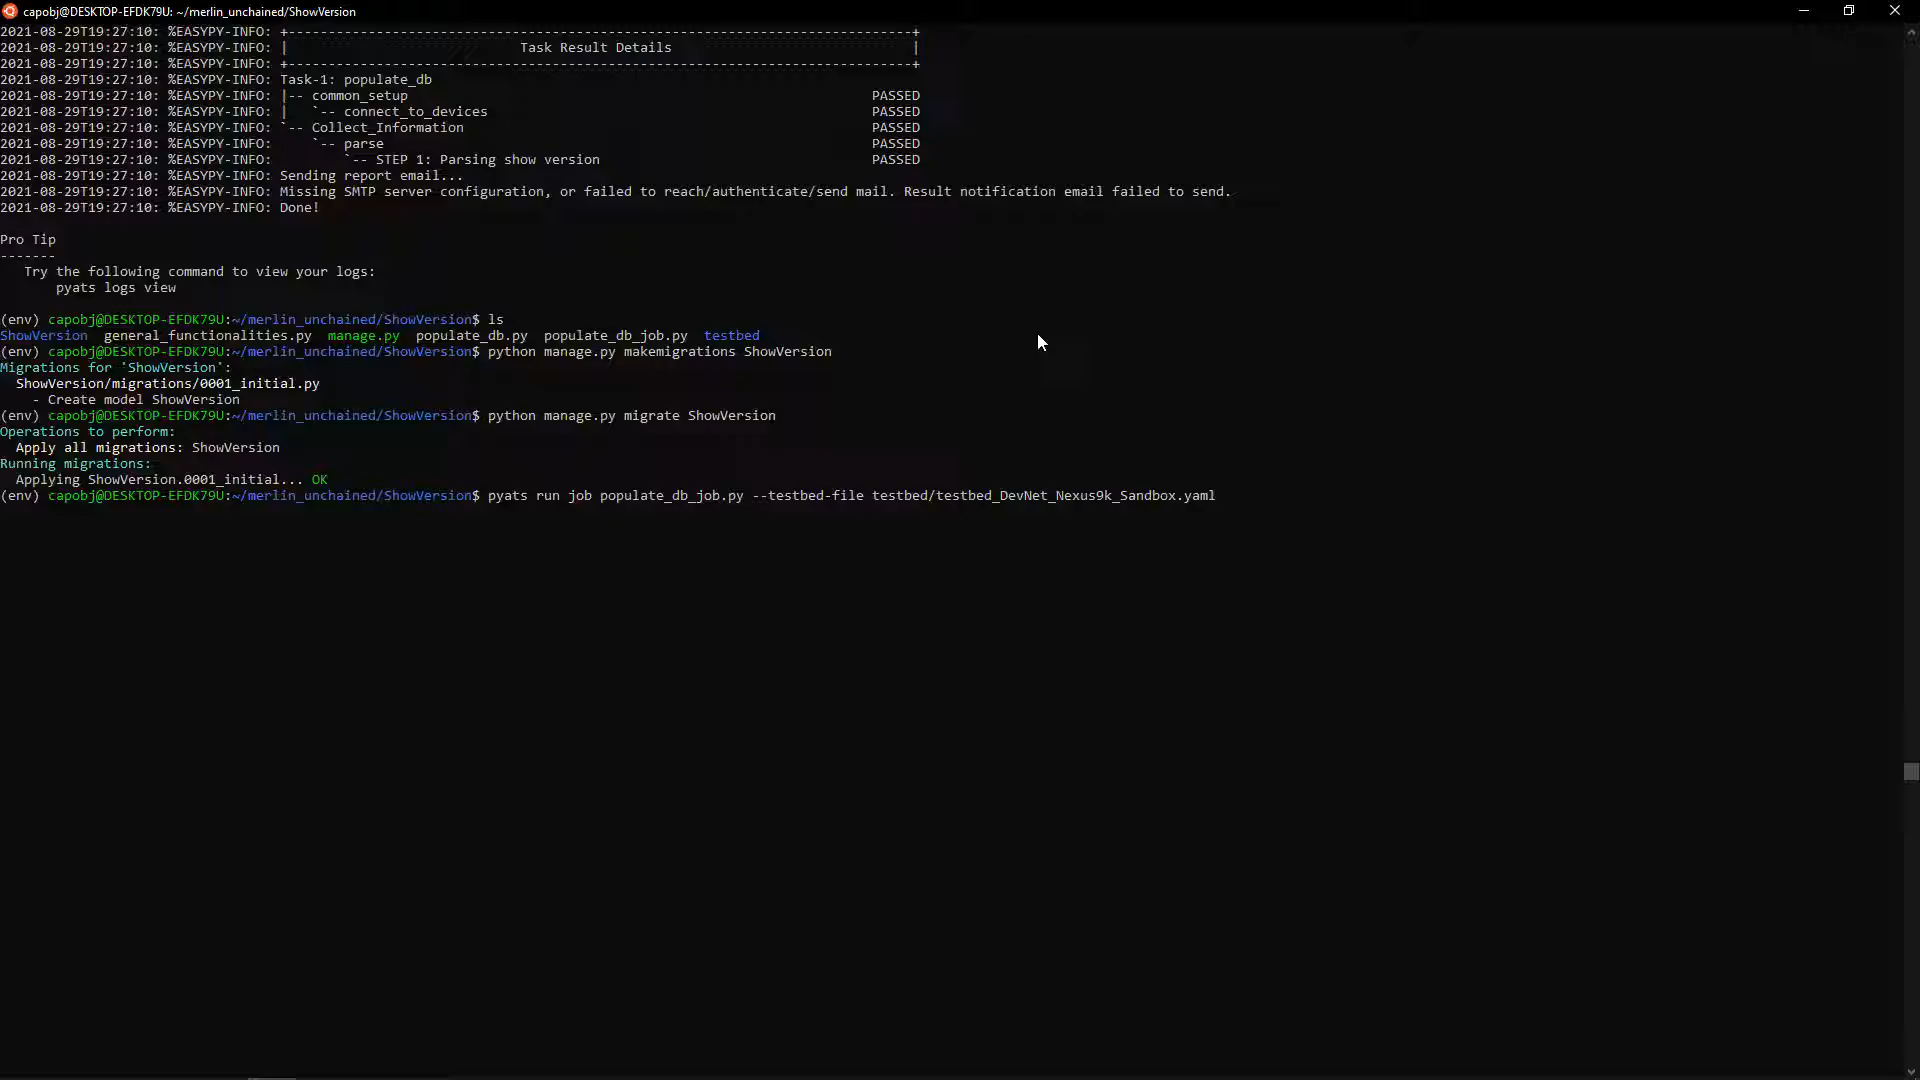 capobj@DESKTOP-EFDK79U: ~/merlin_unchained/ShowVersion
2021-08-29T19:27:10: %EASYPY-INFO: +------------------------------------------------------------------------------+
2021-08-29T19:27:10: %EASYPY-INFO: |                             Task Result Details                              |
2021-08-29T19:27:10: %EASYPY-INFO: +------------------------------------------------------------------------------+
2021-08-29T19:27:10: %EASYPY-INFO: Task-1: populate_db
2021-08-29T19:27:10: %EASYPY-INFO: |-- common_setup                                                          PASSED
2021-08-29T19:27:10: %EASYPY-INFO: |   `-- connect_to_devices                                                PASSED
2021-08-29T19:27:10: %EASYPY-INFO: `-- Collect_Information                                                   PASSED
2021-08-29T19:27:10: %EASYPY-INFO:     `-- parse                                                             PASSED
2021-08-29T19:27:10: %EASYPY-INFO:         `-- STEP 1: Parsing show version                                  PASSED
2021-08-29T19:27:10: %EASYPY-INFO: Sending report email...
2021-08-29T19:27:10: %EASYPY-INFO: Missing SMTP server configuration, or failed to reach/authenticate/send mail. Result notification email failed to send.
2021-08-29T19:27:10: %EASYPY-INFO: Done!
Pro Tip
-------
   Try the following command to view your logs:
       pyats logs view
(env) capobj@DESKTOP-EFDK79U:~/merlin_unchained/ShowVersion$ ls
ShowVersion  general_functionalities.py  manage.py  populate_db.py  populate_db_job.py  testbed
(env) capobj@DESKTOP-EFDK79U:~/merlin_unchained/ShowVersion$ python manage.py makemigrations ShowVersion
Migrations for 'ShowVersion':
  ShowVersion/migrations/0001_initial.py
    - Create model ShowVersion
(env) capobj@DESKTOP-EFDK79U:~/merlin_unchained/ShowVersion$ python manage.py migrate ShowVersion
Operations to perform:
  Apply all migrations: ShowVersion
Running migrations:
  Applying ShowVersion.0001_initial... OK
(env) capobj@DESKTOP-EFDK79U:~/merlin_unchained/ShowVersion$ pyats run job populate_db_job.py --testbed-file testbed/testbed_DevNet_Nexus9k_Sandbox.yaml